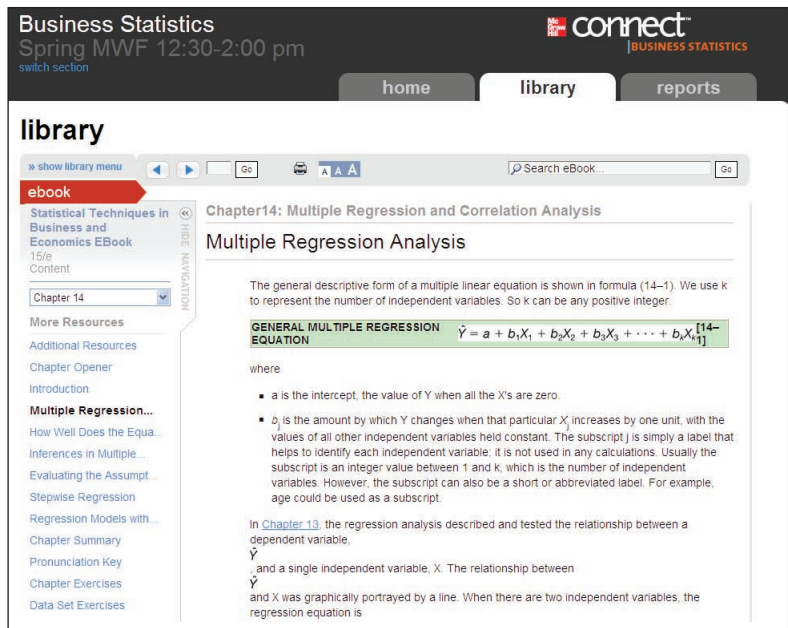 Business Statistics
Spring MWF 12:30-2:00 pm
switch section
Mc Graw Hill connect™
|BUSINESS STATISTICS
home
library
reports
library
» show library menu
Go
A A A
Search eBook...
Go
ebook
Statistical Techniques in
Business and
Economics EBook
15/e
Content
Chapter 14
More Resources
Additional Resources
Chapter Opener
Introduction
Multiple Regression...
How Well Does the Equa...
Inferences in Multiple...
Evaluating the Assumpt...
Stepwise Regression
Regression Models with...
Chapter Summary
Pronunciation Key
Chapter Exercises
Data Set Exercises
« HIDE NAVIGATION
Chapter14: Multiple Regression and Correlation Analysis
Multiple Regression Analysis
The general descriptive form of a multiple linear equation is shown in formula (14–1). We use k
to represent the number of independent variables. So k can be any positive integer.
GENERAL MULTIPLE REGRESSION
EQUATION
Ŷ = a + b₁X₁ + b₂X₂ + b₃X₃ + · · · + bₖXₖ [14–
1]
where
▪ a is the intercept, the value of Y when all the X's are zero.
▪ bⱼ is the amount by which Y changes when that particular Xⱼ increases by one unit, with the
values of all other independent variables held constant. The subscript j is simply a label that
helps to identify each independent variable; it is not used in any calculations. Usually the
subscript is an integer value between 1 and k, which is the number of independent
variables. However, the subscript can also be a short or abbreviated label. For example,
age could be used as a subscript.
In Chapter 13, the regression analysis described and tested the relationship between a
dependent variable,
Ŷ
, and a single independent variable, X. The relationship between
Ŷ
and X was graphically portrayed by a line. When there are two independent variables, the
regression equation is